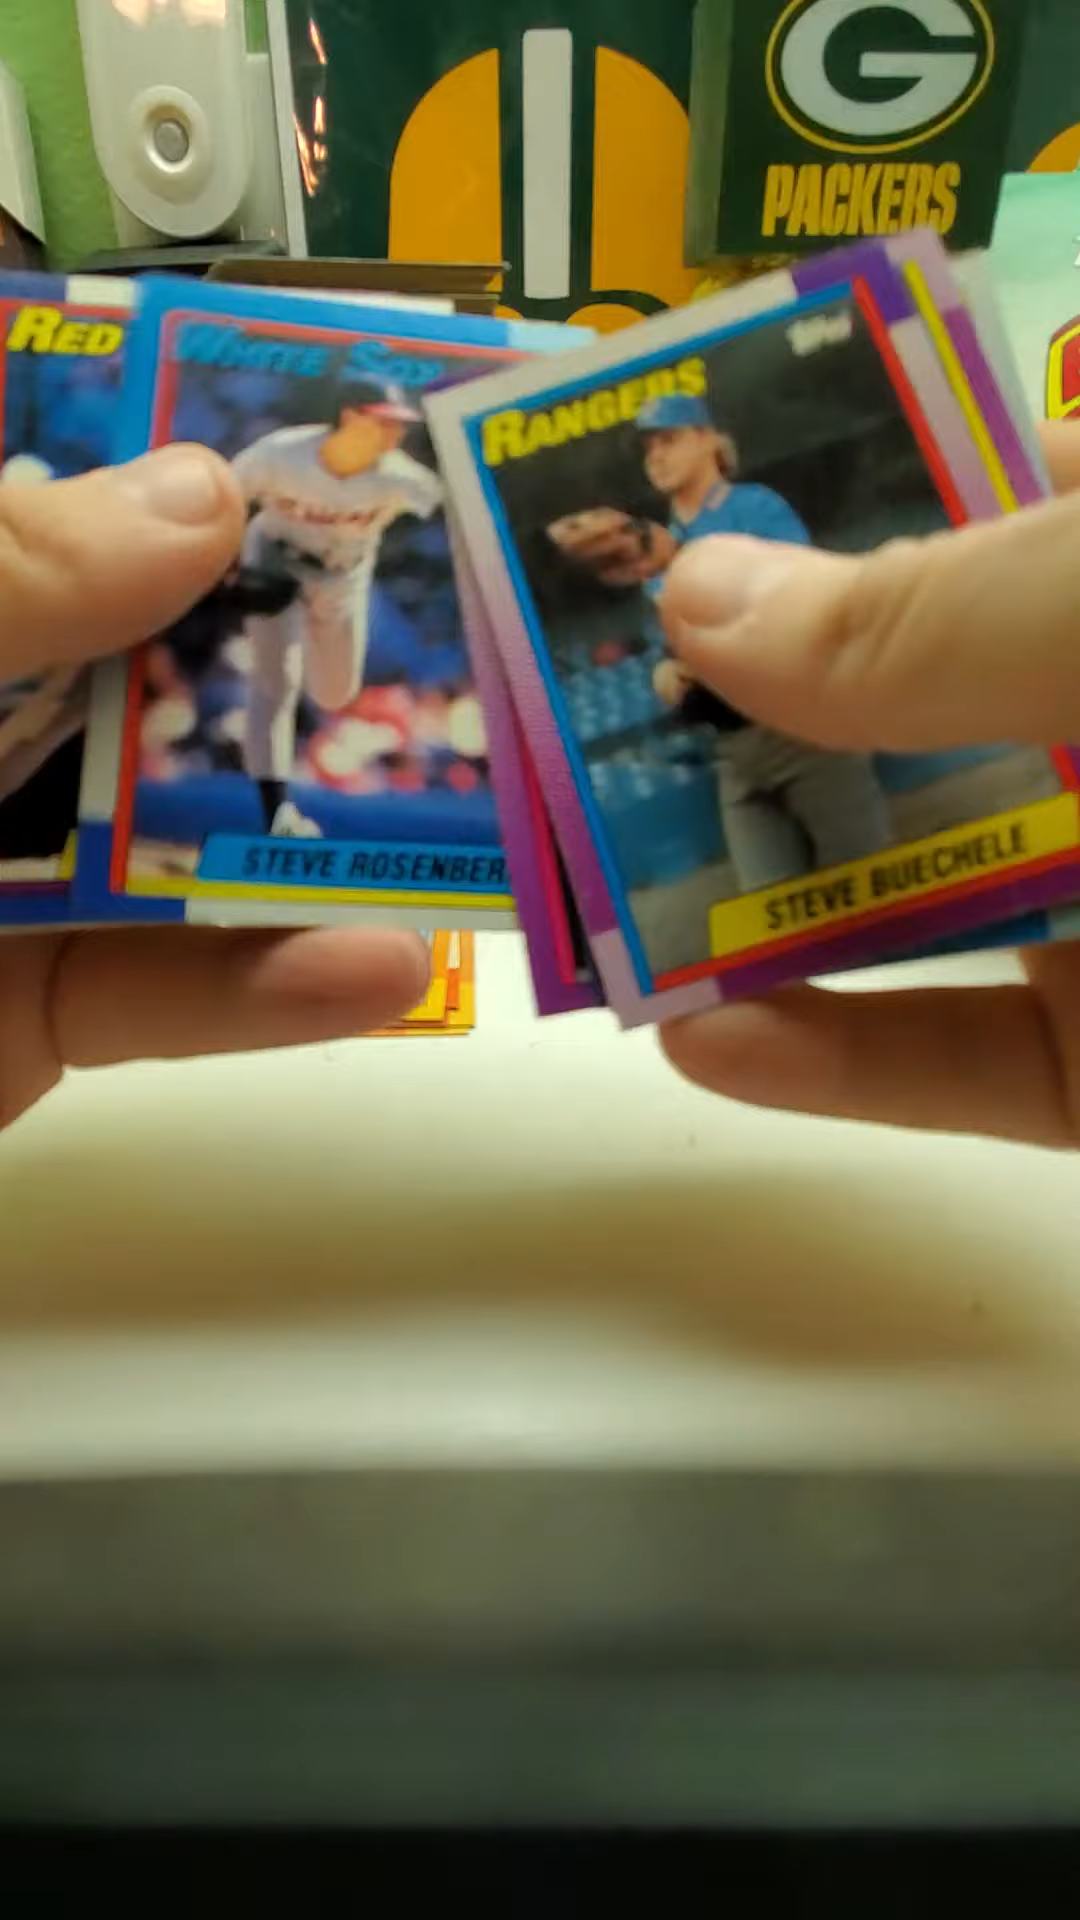 G
PACKERS
RED
WHITE SOX
RANGERS
STEVE ROSENBER
STEVE BUECHELE